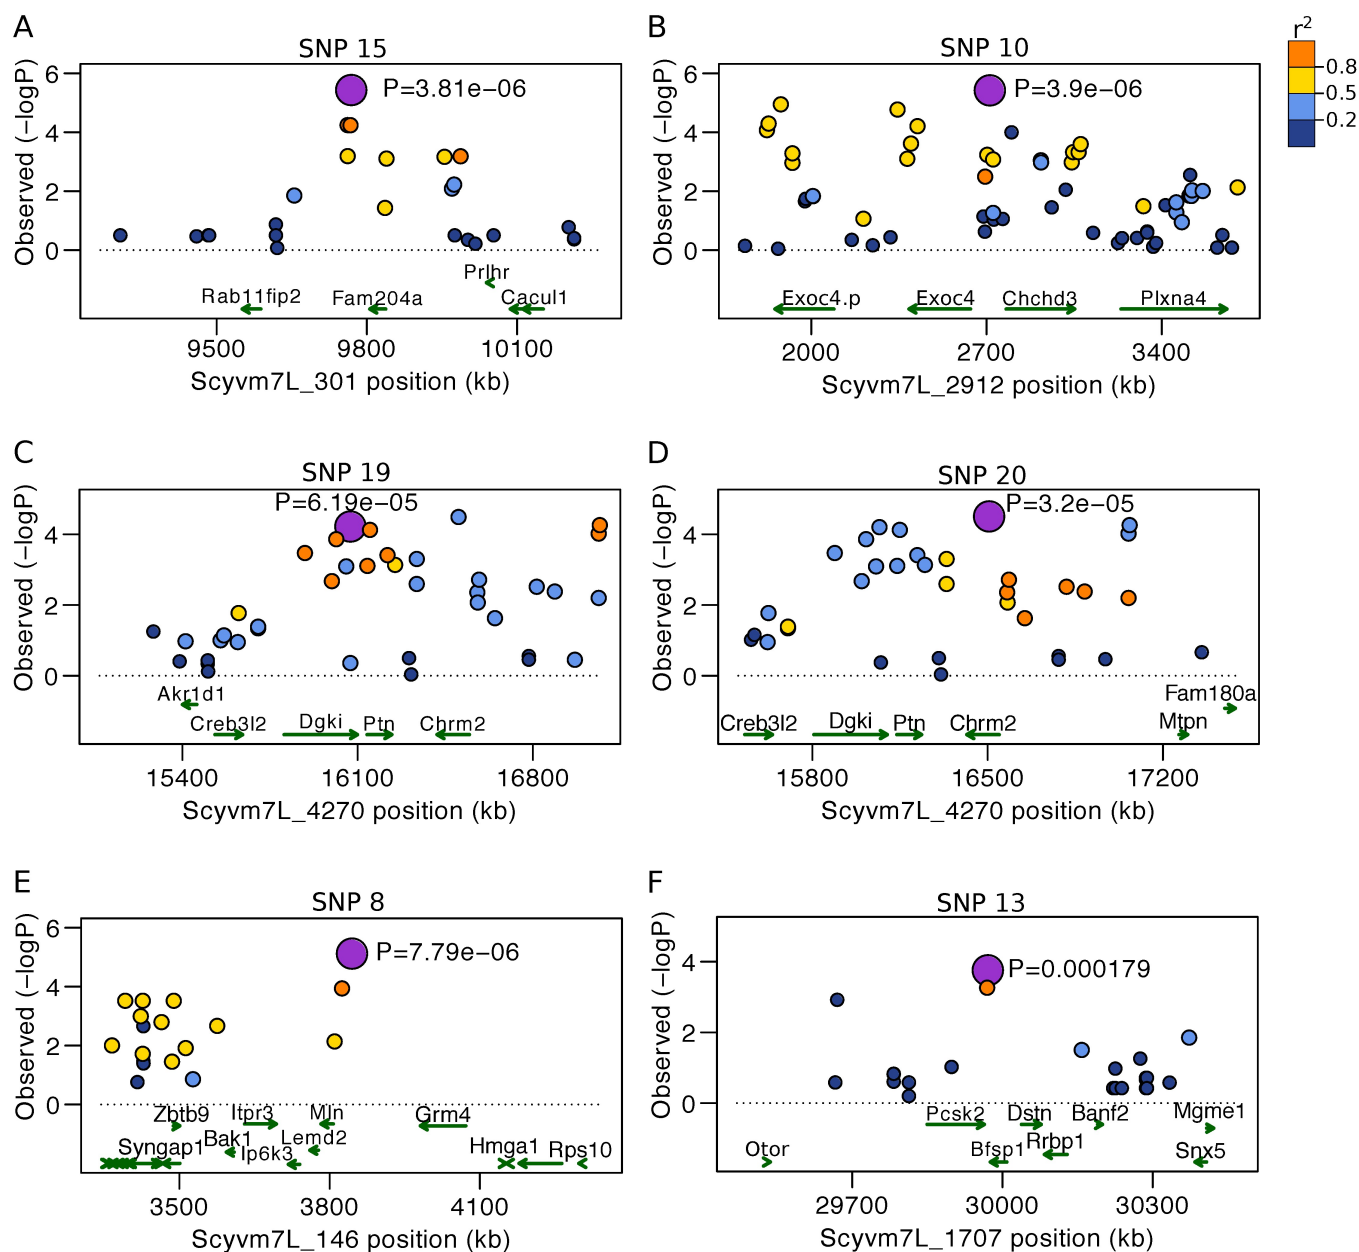 A
SNP 15
Observed (−logP)
6
4
2
0
P=3.81e−06
Prlhr
Rab11fip2
Fam204a
Cacul1
9500
9800
10100
Scyvm7L_301 position (kb)
B
SNP 10
Observed (−logP)
6
4
2
0
P=3.9e−06
Exoc4.p
Exoc4
Chchd3
Plxna4
2000
2700
3400
Scyvm7L_2912 position (kb)
r2
0.8
0.5
0.2
C
SNP 19
Observed (−logP)
4
2
0
P=6.19e−05
Akr1d1
Creb3l2
Dgki
Ptn
Chrm2
15400
16100
16800
Scyvm7L_4270 position (kb)
D
SNP 20
Observed (−logP)
4
2
0
P=3.2e−05
Fam180a
Creb3l2
Dgki
Ptn
Chrm2
Mtpn
15800
16500
17200
Scyvm7L_4270 position (kb)
E
SNP 8
Observed (−logP)
6
4
2
0
P=7.79e−06
Zbtb9
Itpr3
Mln
Grm4
Syngap1
Bak1
Ip6k3
Lemd2
Hmga1
Rps10
3500
3800
4100
Scyvm7L_146 position (kb)
F
SNP 13
Observed (−logP)
4
2
0
P=0.000179
Pcsk2
Dstn
Banf2
Mgme1
Otor
Bfsp1
Rrbp1
Snx5
29700
30000
30300
Scyvm7L_1707 position (kb)